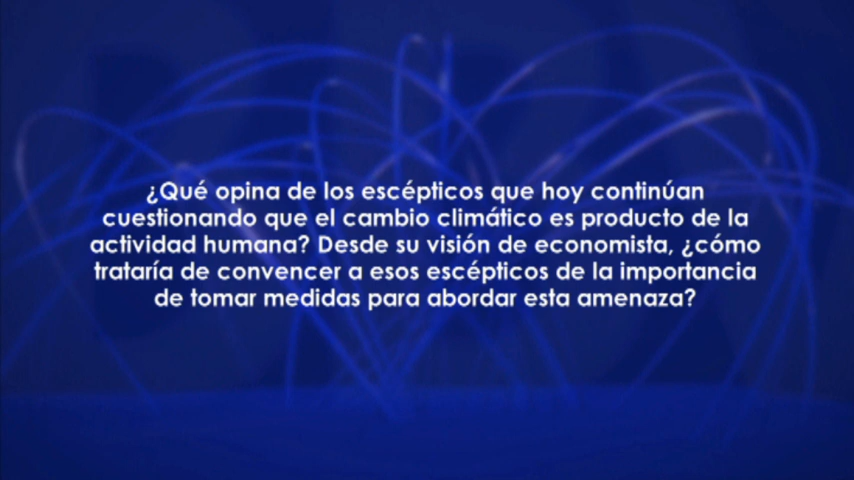 ¿Qué opina de los escépticos que hoy continúan
cuestionando que el cambio climático es producto de la
actividad humana? Desde su visión de economista, ¿cómo
trataría de convencer a esos escépticos de la importancia
de tomar medidas para abordar esta amenaza?